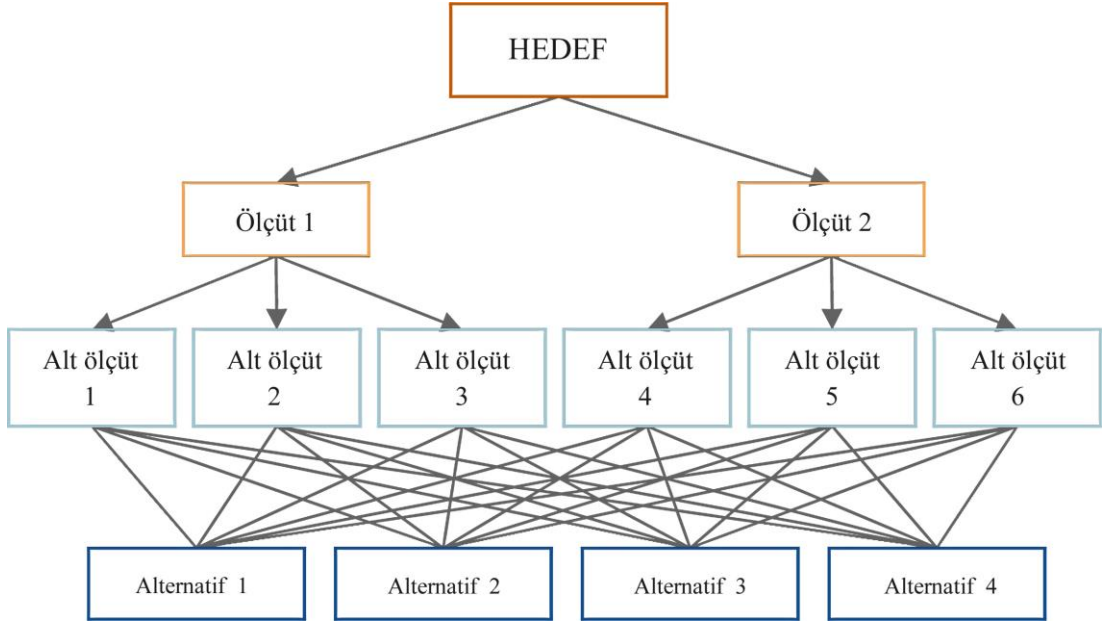 HEDEF
Ölçüt 1
Ölçüt 2
Alt ölçüt
1
Alt ölçüt
2
Alt ölçüt
3
Alt ölçüt
4
Alt ölçüt
5
Alt ölçüt
6
Alternatif 1
Alternatif 2
Alternatif 3
Alternatif 4